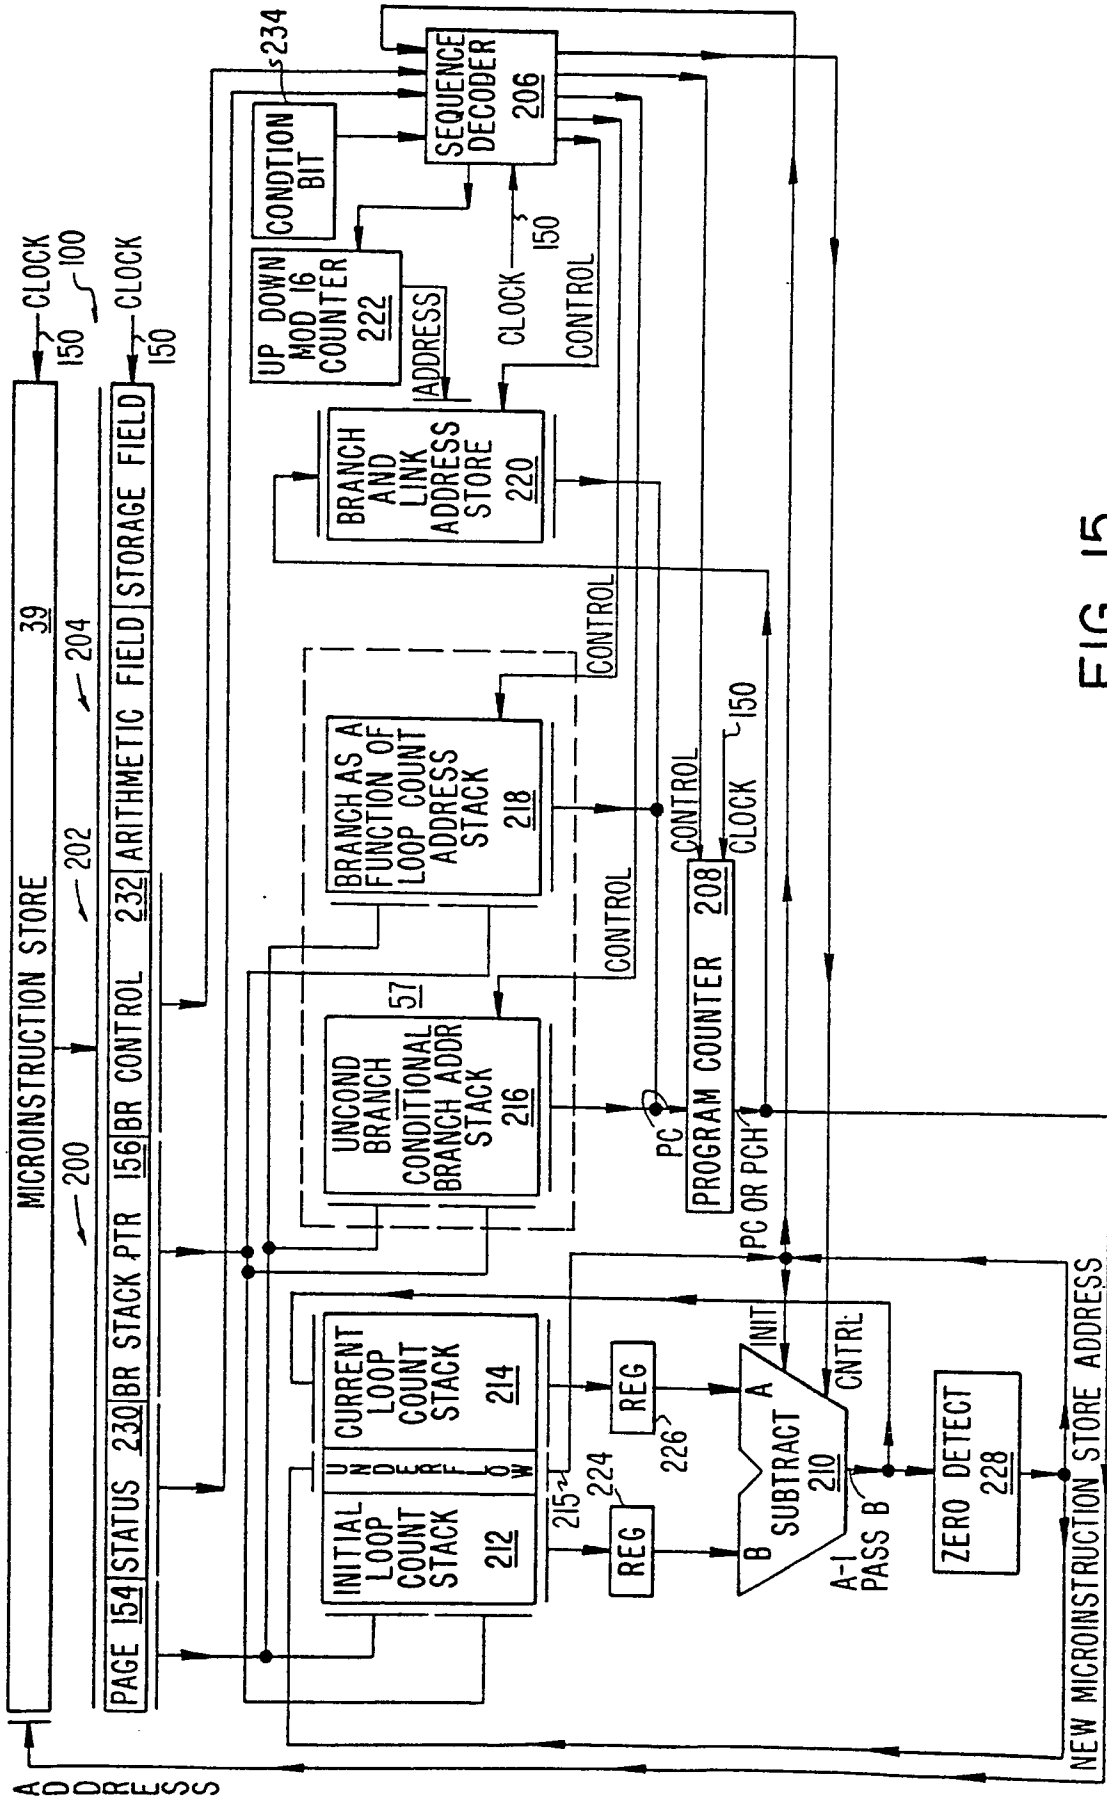 MICROINSTRUCTION STORE 39
150
CLOCK
100
200
202
204
ADDRESS
PAGE 154 STATUS 230 BR STACK PTR 156 BR CONTROL 232 ARITHMETIC FIELD STORAGE FIELD
150
CLOCK
INITIAL
LOOP
COUNT
STACK
212
UNDERFLOW
CURRENT
LOOP
COUNT
STACK
214
UNCOND
BRANCH
CONDITIONAL
BRANCH ADDR
STACK
216
57
BRANCH AS A
FUNCTION OF
LOOP COUNT
ADDRESS
STACK
218
BRANCH
AND
LINK
ADDRESS
STORE
220
ADDRESS
UP DOWN
MOD 16
COUNTER
222
CONDTION
BIT
234
SEQUENCE
DECODER
206
CLOCK
150
CONTROL
CONTROL
CONTROL
CONTROL
215
224
REG
REG
226
PC
PROGRAM COUNTER 208
CLOCK
150
PC OR PCH
INIT
B
A
SUBTRACT
210
CNTRL
A-1
PASS B
ZERO DETECT
228
NEW MICROINSTRUCTION STORE ADDRESS
FIG. 15